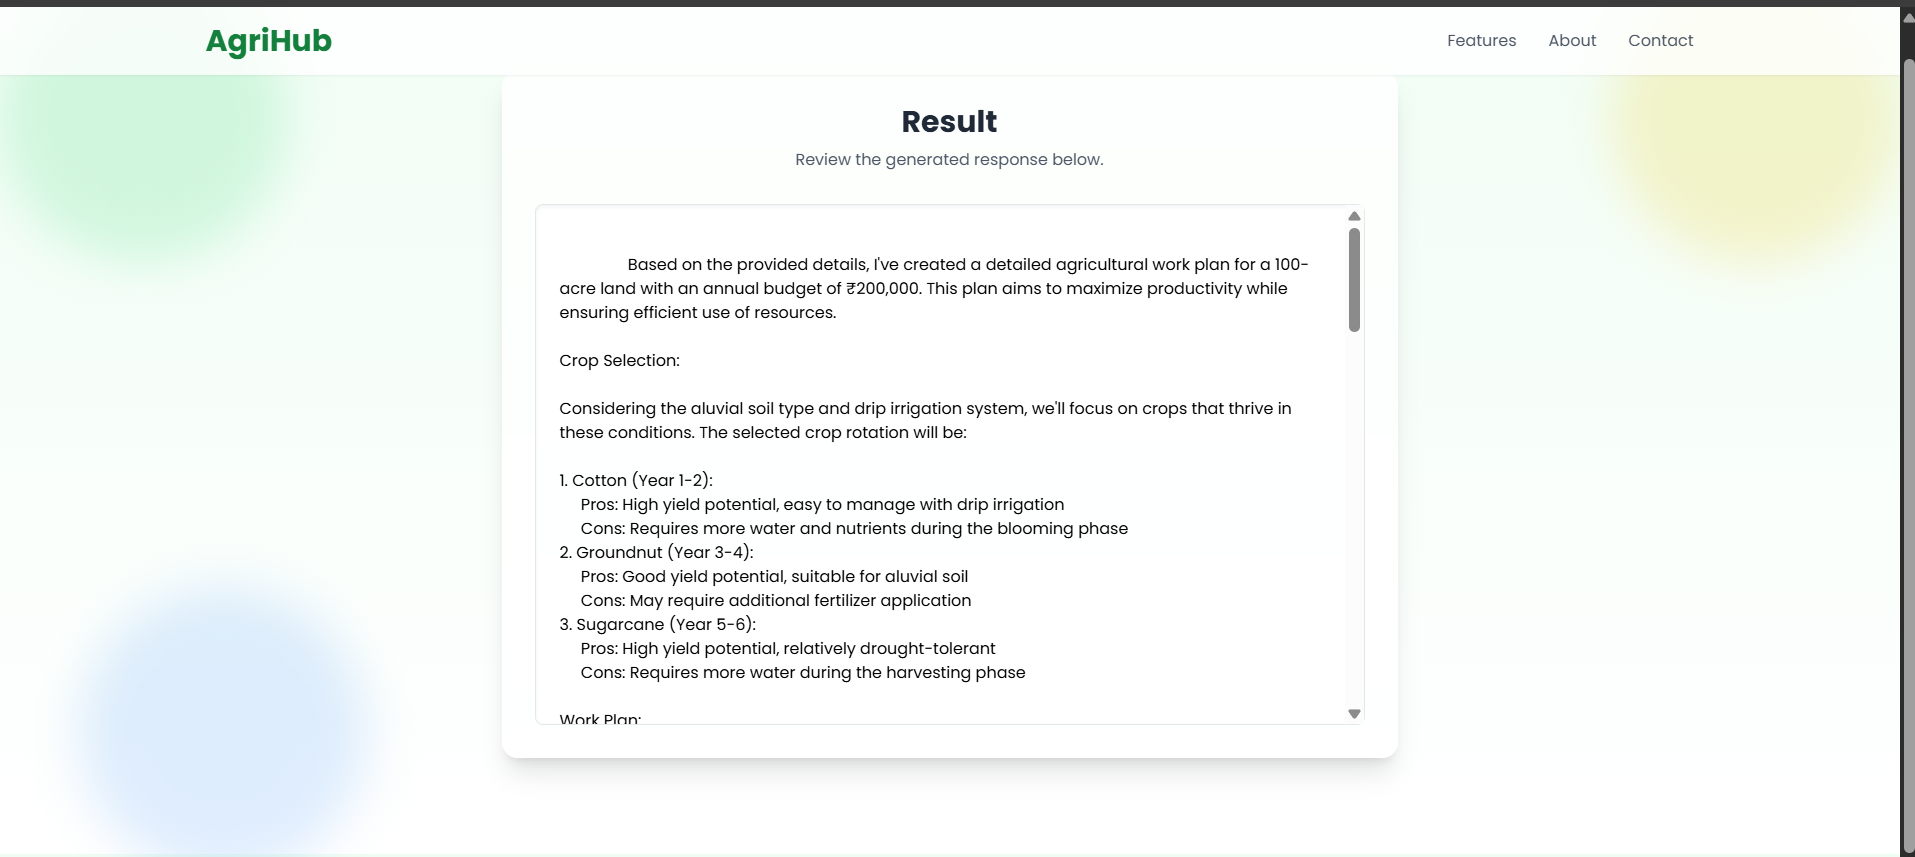 AgriHub
Features
About
Contact
Result
Review the generated response below.
Based on the provided details, I've created a detailed agricultural work plan for a 100-
acre land with an annual budget of ₹200,000. This plan aims to maximize productivity while
ensuring efficient use of resources.
Crop Selection:
Considering the aluvial soil type and drip irrigation system, we'll focus on crops that thrive in
these conditions. The selected crop rotation will be:
1. Cotton (Year 1-2):
Pros: High yield potential, easy to manage with drip irrigation
Cons: Requires more water and nutrients during the blooming phase
2. Groundnut (Year 3-4):
Pros: Good yield potential, suitable for aluvial soil
Cons: May require additional fertilizer application
3. Sugarcane (Year 5-6):
Pros: High yield potential, relatively drought-tolerant
Cons: Requires more water during the harvesting phase
Work Plan: